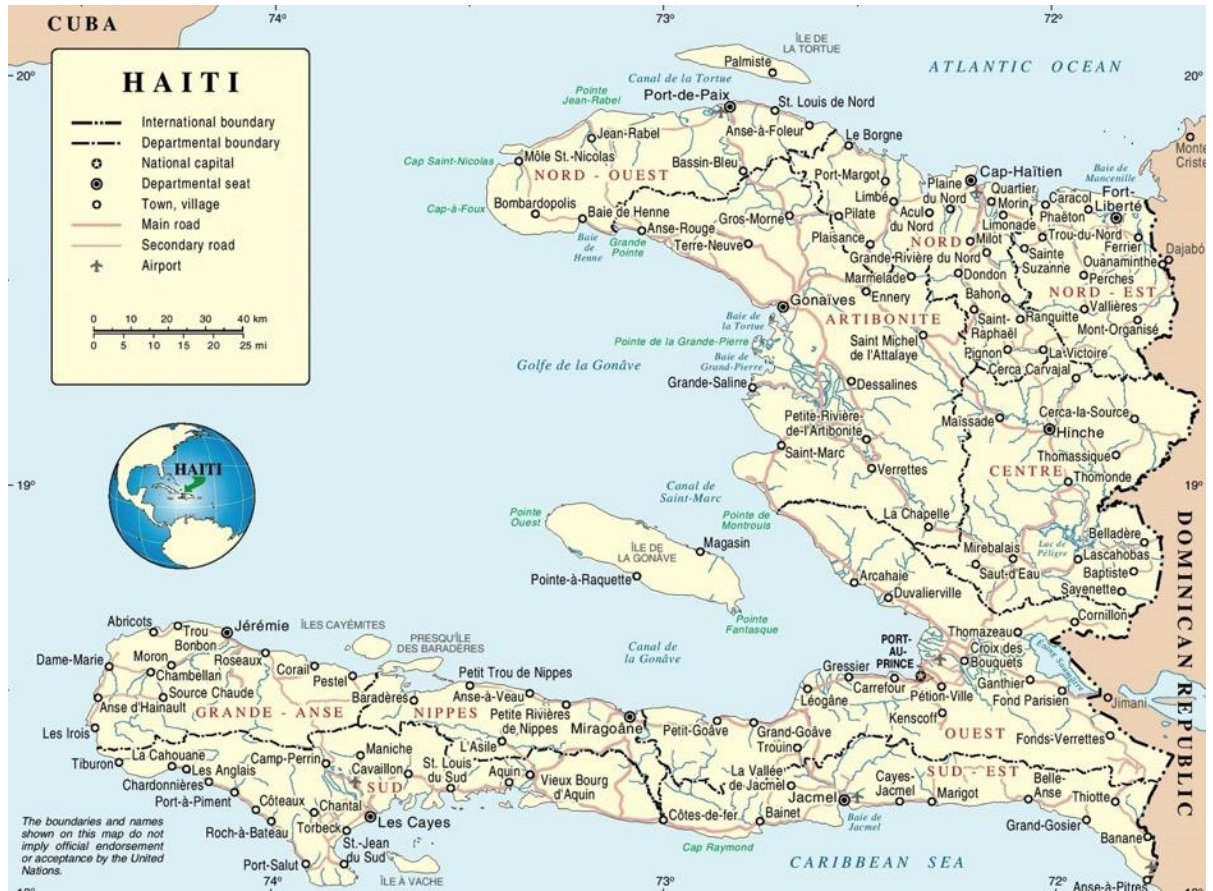 74°
73°
72°
CUBA
HAITI
International boundary
Departmental boundary
National capital
Departmental seat
Town, village
Main road
Secondary road
Airport
0 10 20 30 40 km
0 5 10 15 20 25 mi
20°
20°
ÎLE DE
LA TORTUE
Palmiste
ATLANTIC OCEAN
Canal de la Tortue
Pointe
Jean-Rabel
Port-de-Paix
St. Louis de Nord
Jean-Rabel
Anse-à-Foleur
Le Borgne
Monte
Criste
Cap Saint-Nicolas
Môle St.-Nicolas
NORD - OUEST
Bassin-Bleu
Port-Margot
Limbé
Plaine
du Nord
Cap-Haïtien
Quartier
Morin
Baie de
Mancenille
Caracol
Fort-
Liberté
Cap-à-Foux
Bombardopolis
Baie de Henne
Gros-Morne
Pilate
Acul
du Nord
Limonade
Phaëton
Trou-du-Nord
Ferrier
Anse-Rouge
Baie
de
Henne
Grande
Pointe
Terre-Neuve
Plaisance
NORD
Milot
Sainte
Suzanne
Ouanaminthe
Dajabó
Grande-Rivière du Nord
Perches
Marmelade
Dondon
NORD - EST
Ennery
Bahon
Vallières
Gonaïves
ARTIBONITE
Saint-
Raphaël
Ranguitte
Mont-Organisé
Baie de
la Tortue
Pointe de la Grande-Pierre
Saint Michel
de l'Attalaye
Pignon
La Victoire
Baie de
Grand-Pierre
Golfe de la Gonâve
Cerca Carvajal
Grande-Saline
Dessalines
Petite-Rivière-
de-l'Artibonite
Maïssade
Cerca-la-Source
Hinche
Saint-Marc
Thomassique
HAITI
Verrettes
CENTRE
Thomonde
19°
19°
Canal de
Saint-Marc
Pointe
Ouest
Pointe de
Montrouis
La Chapelle
Belladère
ÎLE DE
LA GONÂVE
Magasin
Mirebalais
Lac de
Péligre
Lascahobas
Pointe-à-Raquette
Saut-d'Eau
Baptiste
Arcahaie
Duvalierville
Savenette
DOMINICAN REPUBLIC
Pointe
Fantasque
Cornillon
Abricots
Trou
Bonbon
Jérémie
ÎLES CAYÉMITES
PRESQU'ÎLE
DES BARADÈRES
Canal de
la Gonâve
PORT-
AU-
PRINCE
Thomazeau
Croix des
Bouquets
Étang Saumâtre
Dame-Marie
Moron
Roseaux
Corail
Petit Trou de Nippes
Gressier
Chambellan
Pestel
Carrefour
Ganthier
Source Chaude
Baradères
Anse-à-Veau
Léogâne
Pétion-Ville
Fond Parisien
Jimani
Anse d'Hainault
GRANDE - ANSE
NIPPES
Petite Rivières
de Nippes
Miragoâne
Petit-Goâve
Grand-Goâve
Kenscoff
OUEST
Les Irois
L'Asile
Trouin
Fonds-Verrettes
Tiburon
La Cahouane
Camp-Perrin
Maniche
Les Anglais
Cavaillon
St. Louis
du Sud
Aquin
Vieux Bourg
d'Aquin
La Vallée
de Jacmel
SUD - EST
Chardonnières
SUD
Cayes-
Jacmel
Belle-
Anse
Port-à-Piment
Côteaux
Chantal
Jacmel
Marigot
Thiotte
Roch-à-Bateau
Torbeck
Les Cayes
Côtes-de-fer
Bainet
Baie de
Jacmel
Grand-Gosier
Banane
St.-Jean
du Sud
Cap Raymond
Port-Salut
ÎLE À VACHE
CARIBBEAN SEA
Anse-à-Pitres
The boundaries and names
shown on this map do not
imply official endorsement
or acceptance by the United
Nations.
74°
73°
72°